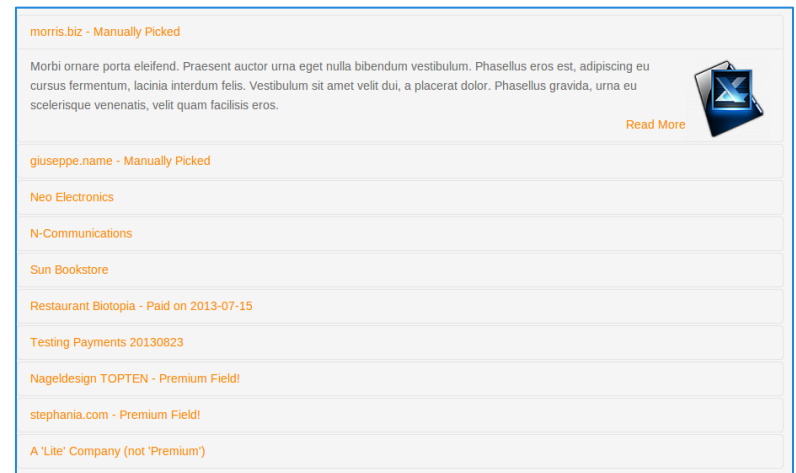 morris.biz - Manually Picked
Morbi ornare porta eleifend. Praesent auctor urna eget nulla bibendum vestibulum. Phasellus eros est, adipiscing eu
cursus fermentum, lacinia interdum felis. Vestibulum sit amet velit dui, a placerat dolor. Phasellus gravida, urna eu
scelerisque venenatis, velit quam facilisis eros.
Read More
giuseppe.name - Manually Picked
Neo Electronics
N-Communications
Sun Bookstore
Restaurant Biotopia - Paid on 2013-07-15
Testing Payments 20130823
Nageldesign TOPTEN - Premium Field!
stephania.com - Premium Field!
A 'Lite' Company (not 'Premium')